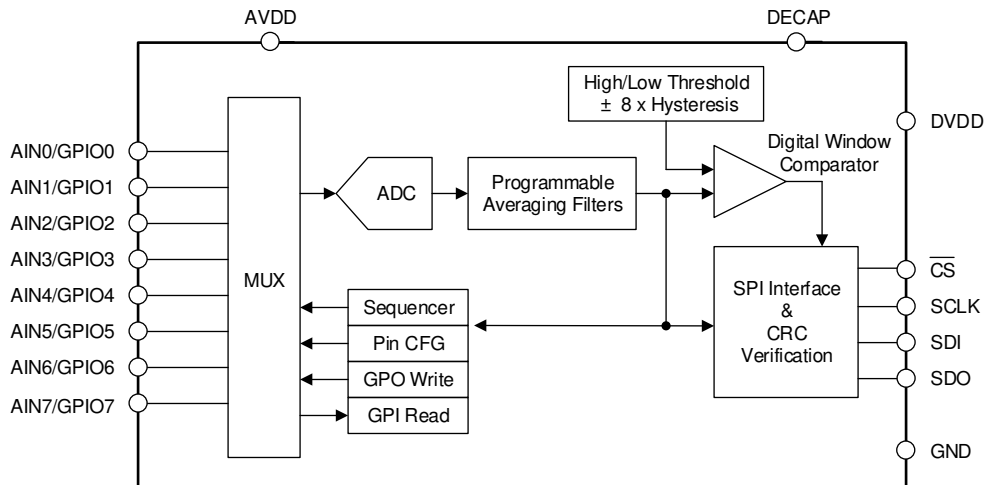 AVDD
DECAP
High/Low Threshold
± 8 x Hysteresis
DVDD
Digital Window
Comparator
AIN0/GPIO0
AIN1/GPIO1
AIN2/GPIO2
AIN3/GPIO3
AIN4/GPIO4
AIN5/GPIO5
AIN6/GPIO6
AIN7/GPIO7
MUX
ADC
Programmable
Averaging Filters
Sequencer
Pin CFG
GPO Write
GPI Read
SPI Interface
&
CRC
Verification
CS
SCLK
SDI
SDO
GND